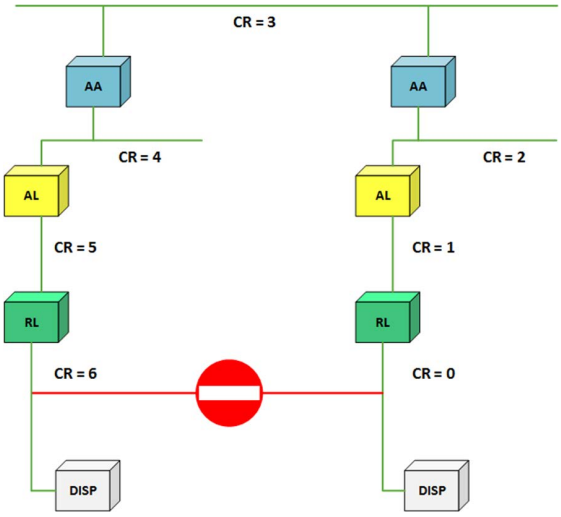 CR = 3
AA
AA
CR = 4
CR = 2
AL
AL
CR = 5
CR = 1
RL
RL
CR = 6
CR = 0
DISP
DISP